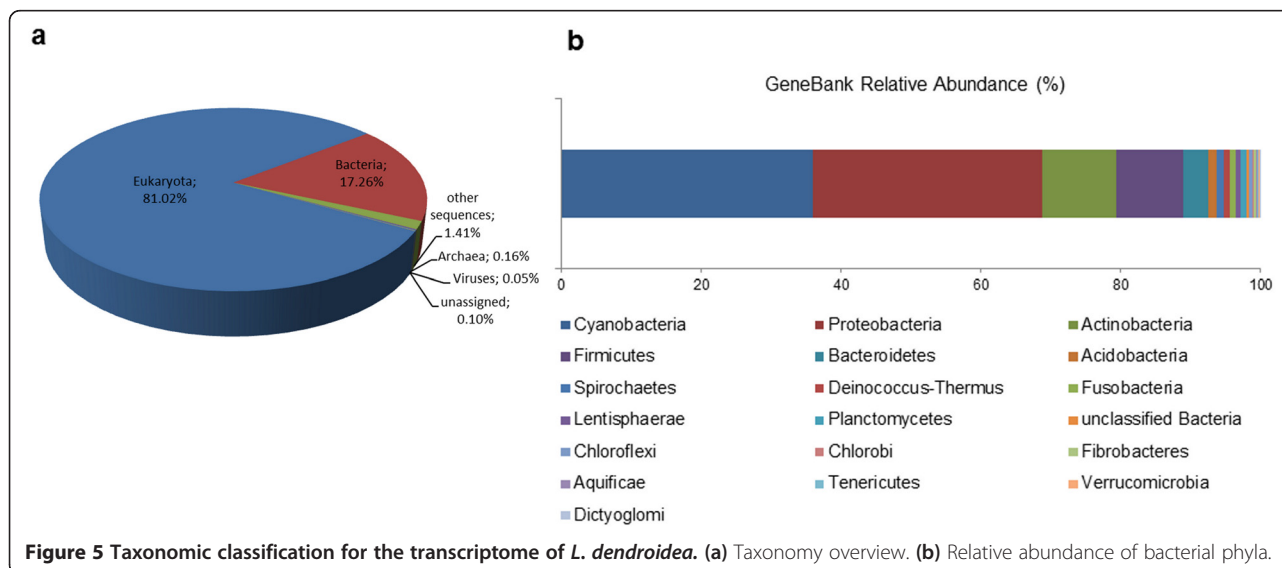 a
Eukaryota;
81.02%
Bacteria;
17.26%
other
sequences;
1.41%
Archaea; 0.16%
Viruses; 0.05%
unassigned;
0.10%
b
GeneBank Relative Abundance (%)
0 20 40 60 80 100
Cyanobacteria Proteobacteria Actinobacteria
Firmicutes Bacteroidetes Acidobacteria
Spirochaetes Deinococcus-Thermus Fusobacteria
Lentisphaerae Planctomycetes unclassified Bacteria
Chloroflexi Chlorobi Fibrobacteres
Aquificae Tenericutes Verrucomicrobia
Dictyoglomi
Figure 5 Taxonomic classification for the transcriptome of L. dendroidea. (a) Taxonomy overview. (b) Relative abundance of bacterial phyla.